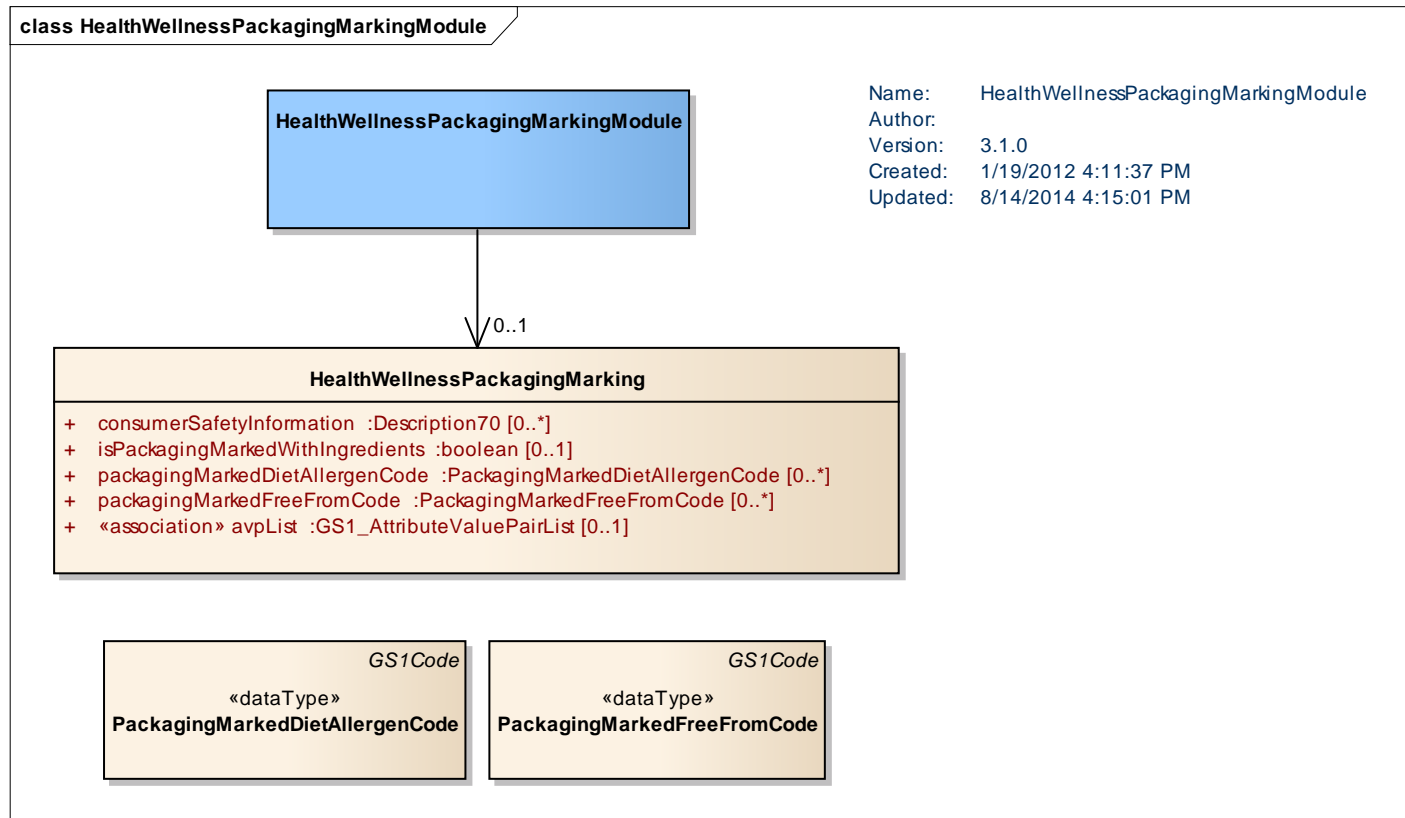 class HealthWellnessPackagingMarkingModule
HealthWellnessPackagingMarkingModule
Name: HealthWellnessPackagingMarkingModule
Author:
Version: 3.1.0
Created: 1/19/2012 4:11:37 PM
Updated: 8/14/2014 4:15:01 PM
0..1
HealthWellnessPackagingMarking
+ consumerSafetyInformation :Description70 [0..*]
+ isPackagingMarkedWithIngredients :boolean [0..1]
+ packagingMarkedDietAllergenCode :PackagingMarkedDietAllergenCode [0..*]
+ packagingMarkedFreeFromCode :PackagingMarkedFreeFromCode [0..*]
+ «association» avpList :GS1_AttributeValuePairList [0..1]
GS1Code
«dataType»
PackagingMarkedDietAllergenCode
GS1Code
«dataType»
PackagingMarkedFreeFromCode